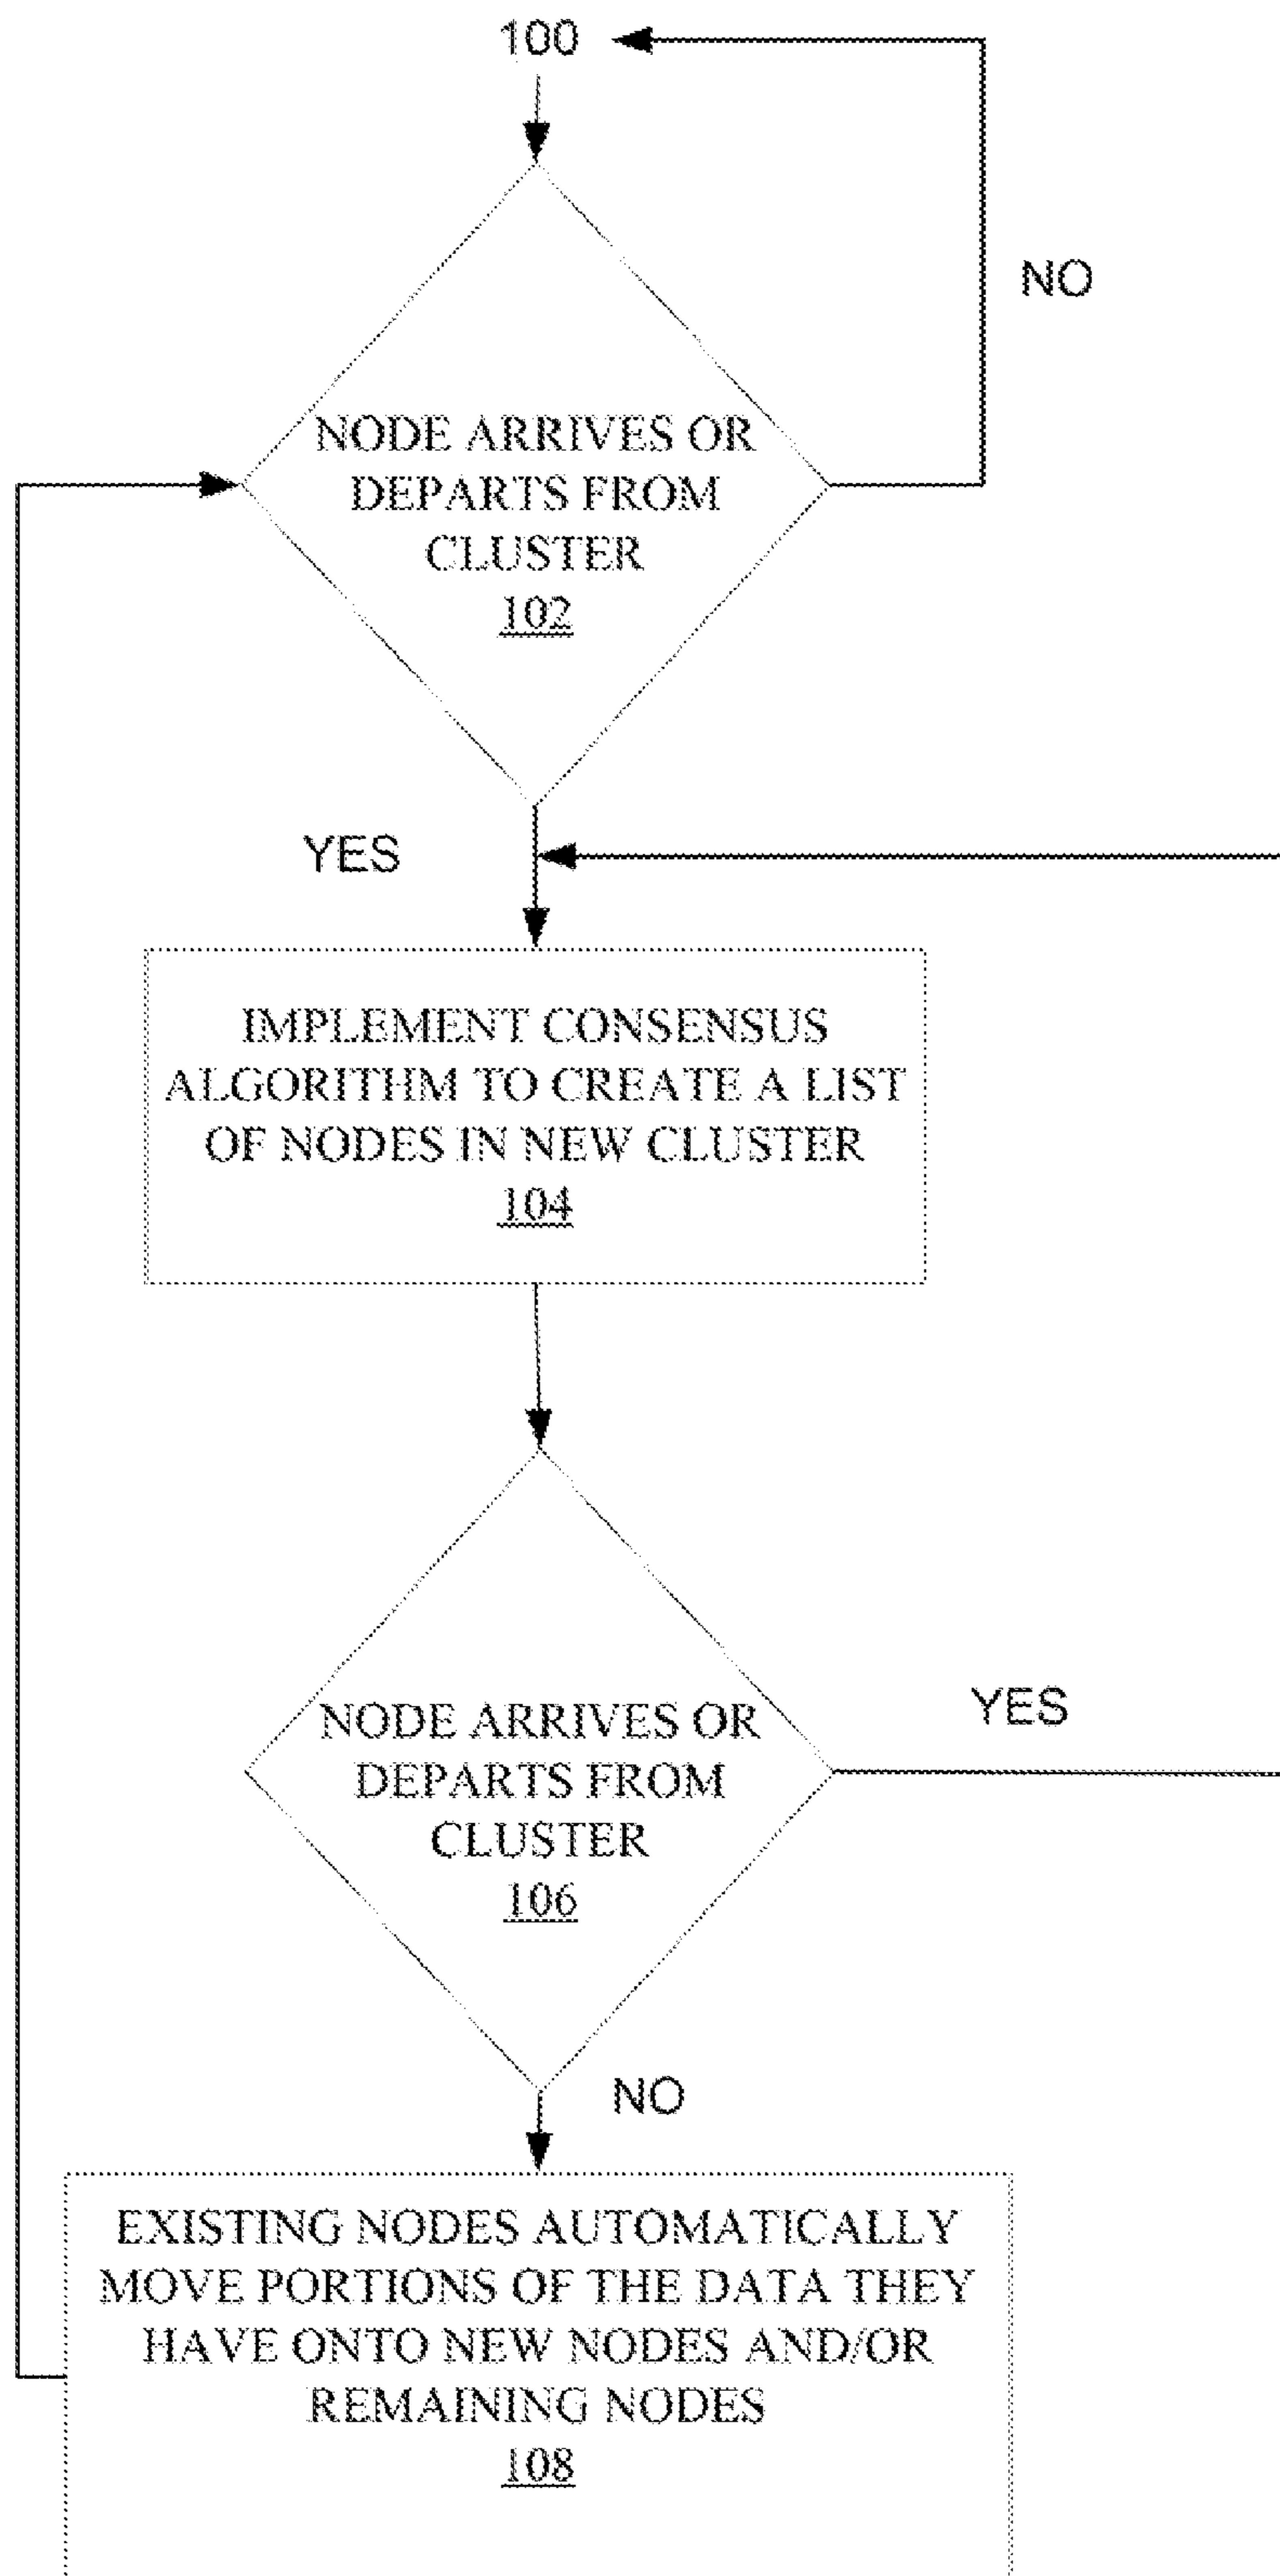 100
NO
NODE ARRIVES OR
DEPARTS FROM
CLUSTER
102
YES
IMPLEMENT CONSENSUS
ALGORITHM TO CREATE A LIST
OF NODES IN NEW CLUSTER
104
YES
NODE ARRIVES OR
DEPARTS FROM
CLUSTER
106
NO
EXISTING NODES AUTOMATICALLY
MOVE PORTIONS OF THE DATA THEY
HAVE ONTO NEW NODES AND/OR
REMAINING NODES
108